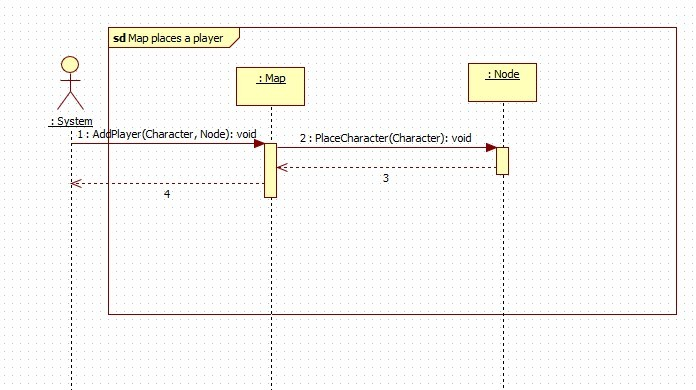 sd Map places a player
: System
: Map
: Node
1 : AddPlayer(Character, Node): void
2 : PlaceCharacter(Character): void
3
4